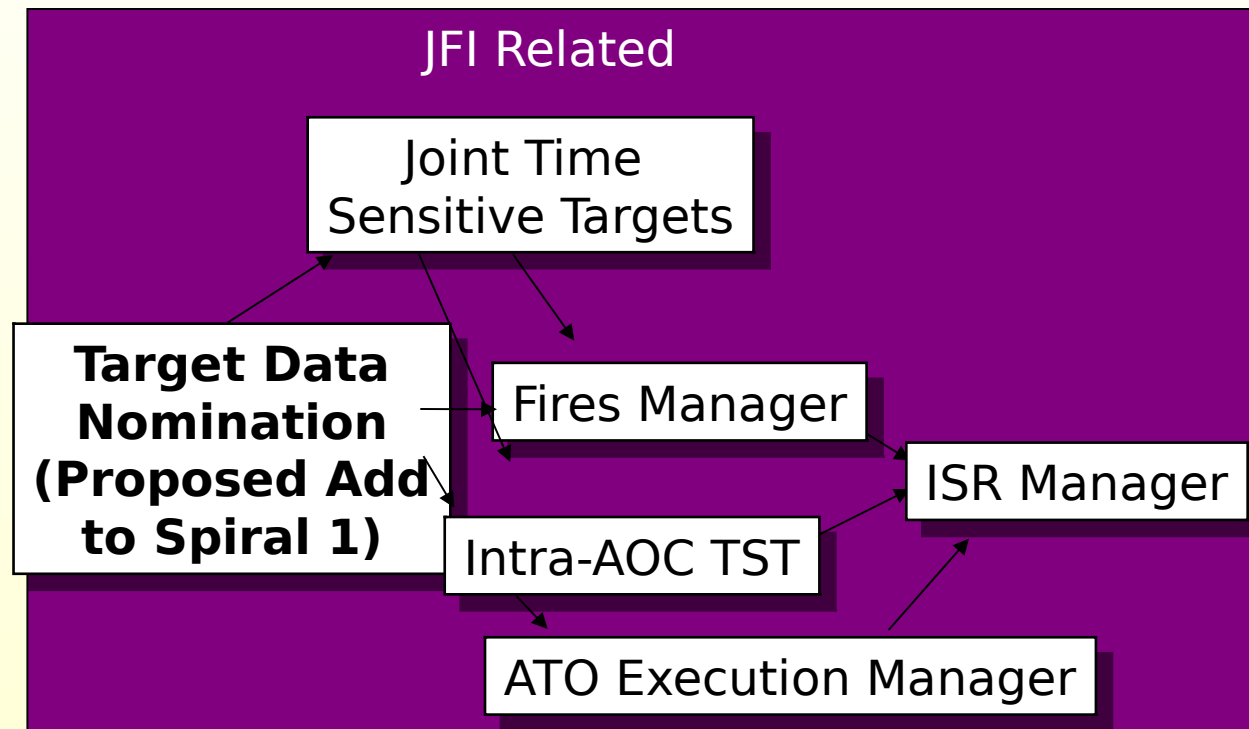 JFI Related
Joint Time
Sensitive Targets
Target Data
Nomination
(Proposed Add
to Spiral 1)
Fires Manager
ISR Manager
Intra-AOC TST
ATO Execution Manager